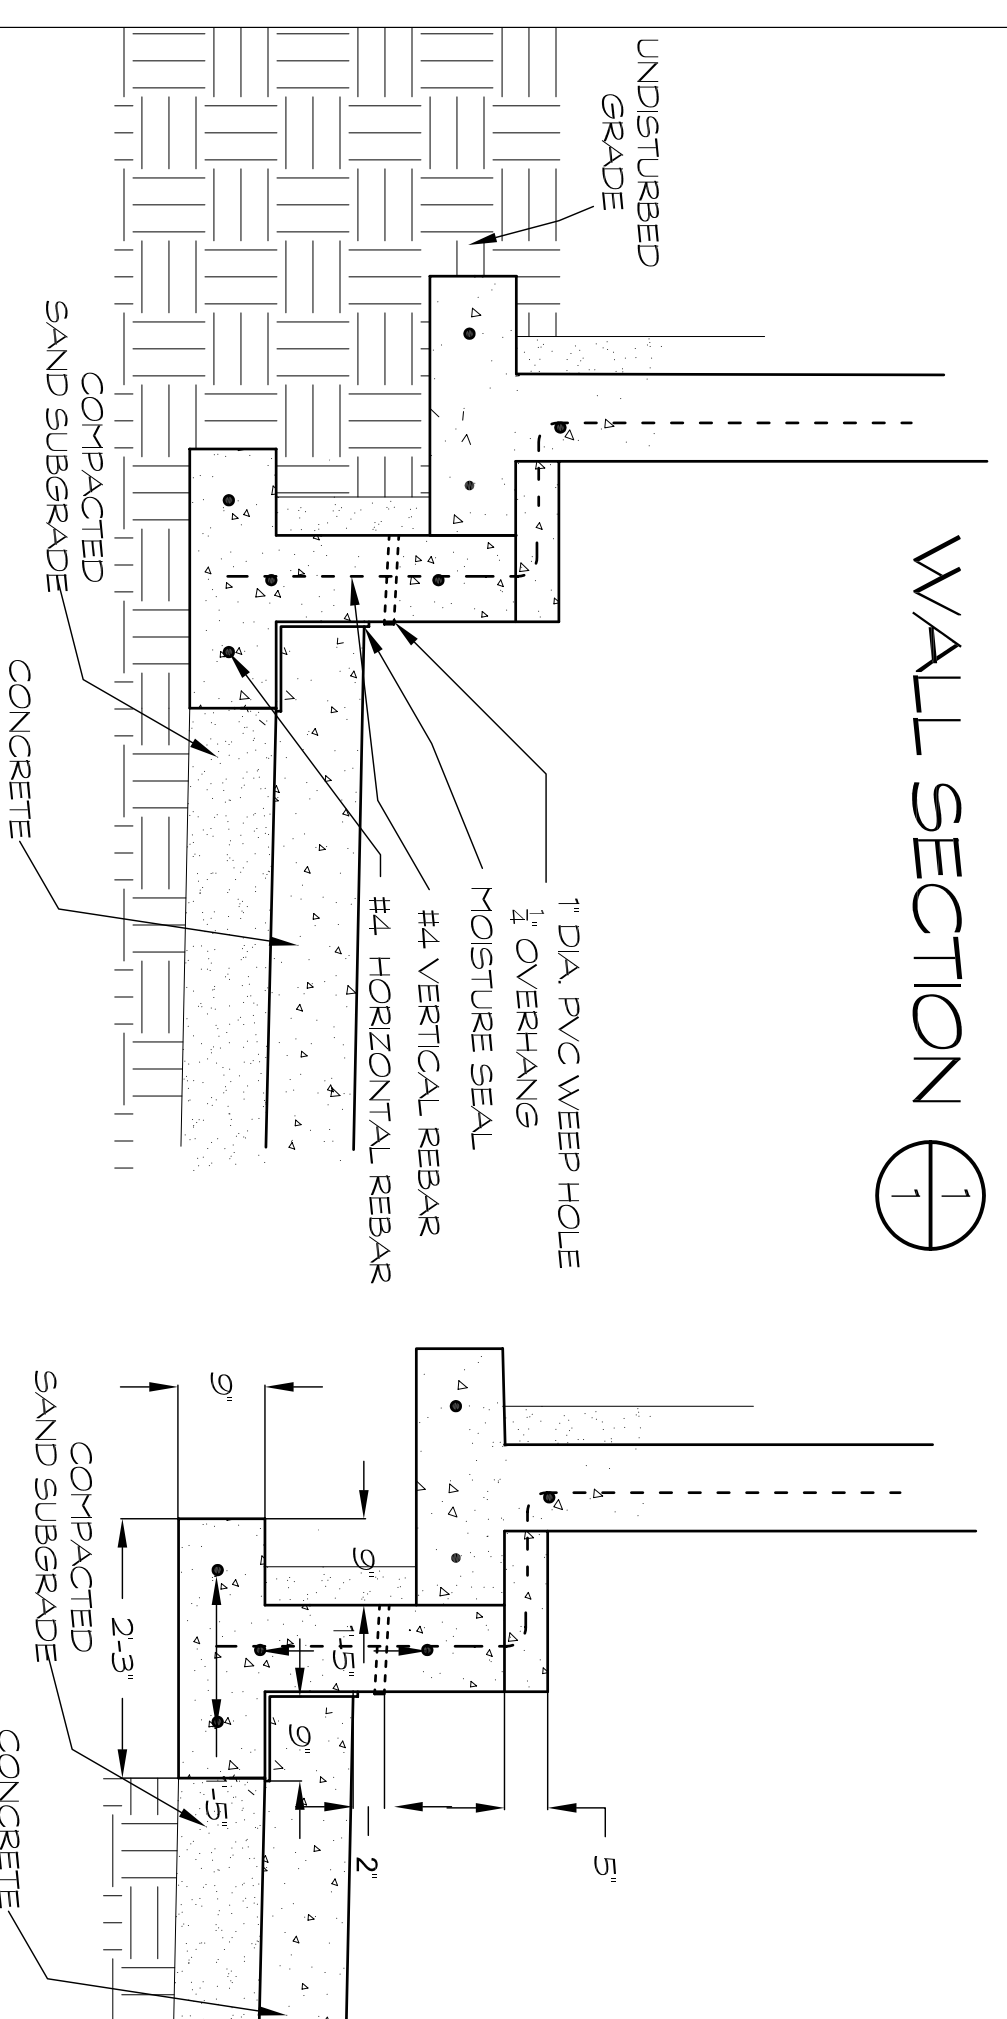 WALL SECTION
1
1
UNDISTURBED
GRADE
1" DIA. PVC WEEP HOLE
1/4" OVERHANG
MOISTURE SEAL
#4 VERTICAL REBAR
#4 HORIZONTAL REBAR
COMPACTED
SAND SUBGRADE
CONCRETE
5"
2"
9"
1'-5"
9"
9"
1'-5"
2'-3"
COMPACTED
SAND SUBGRADE
CONCRETE